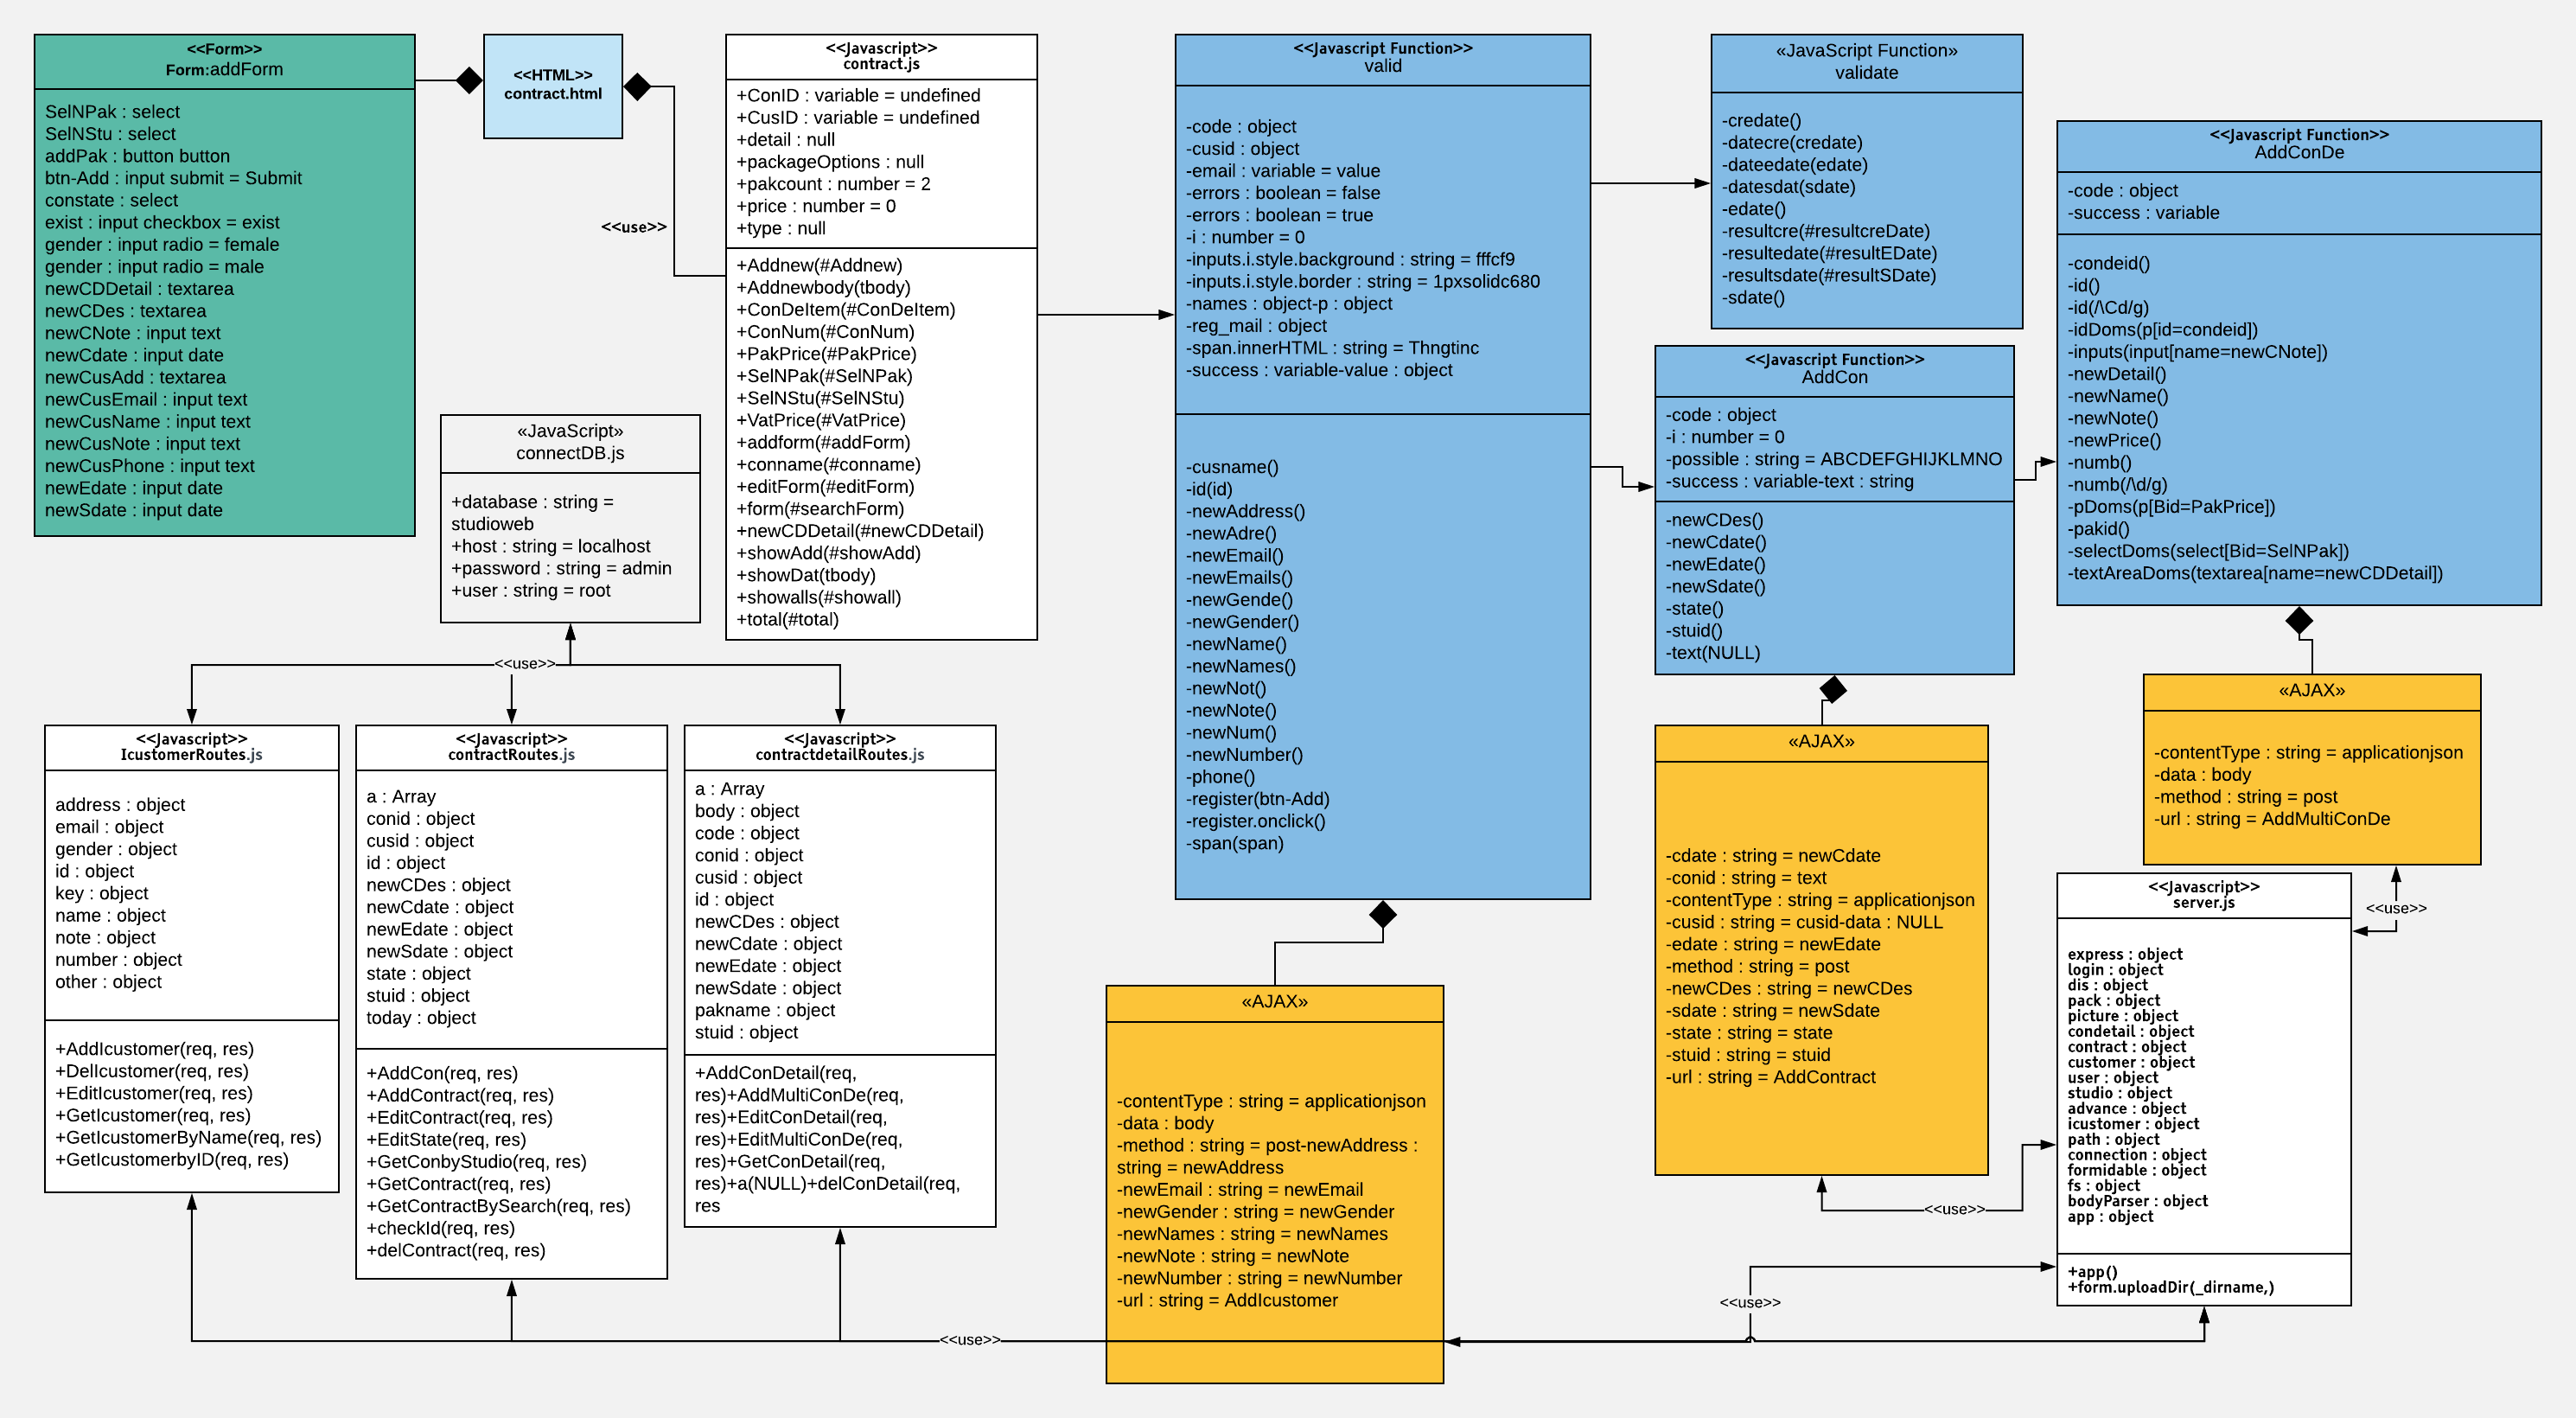 <<Form>>
Form:addForm
SelNPak : select
SelNStu : select
addPak : button button
btn-Add : input submit = Submit
constate : select
exist : input checkbox = exist
gender : input radio = female
gender : input radio = male
newCDDetail : textarea
newCDes : textarea
newCNote : input text
newCdate : input date
newCusAdd : textarea
newCusEmail : input text
newCusName : input text
newCusNote : input text
newCusPhone : input text
newEdate : input date
newSdate : input date
<<HTML>>
contract.html
<<use>>
<<Javascript>>
contract.js
+ConID : variable = undefined
+CusID : variable = undefined
+detail : null
+packageOptions : null
+pakcount : number = 2
+price : number = 0
+type : null
+Addnew(#Addnew)
+Addnewbody(tbody)
+ConDeItem(#ConDeItem)
+ConNum(#ConNum)
+PakPrice(#PakPrice)
+SelNPak(#SelNPak)
+SelNStu(#SelNStu)
+VatPrice(#VatPrice)
+addform(#addForm)
+conname(#conname)
+editForm(#editForm)
+form(#searchForm)
+newCDDetail(#newCDDetail)
+showAdd(#showAdd)
+showDat(tbody)
+showalls(#showall)
+total(#total)
«JavaScript»
connectDB.js
+database : string =
studioweb
+host : string = localhost
+password : string = admin
+user : string = root
<<use>>
<<Javascript Function>>
valid
-code : object
-cusid : object
-email : variable = value
-errors : boolean = false
-errors : boolean = true
-i : number = 0
-inputs.i.style.background : string = fffcf9
-inputs.i.style.border : string = 1pxsolidc680
-names : object-p : object
-reg_mail : object
-span.innerHTML : string = Thngtinc
-success : variable-value : object
-cusname()
-id(id)
-newAddress()
-newAdre()
-newEmail()
-newEmails()
-newGende()
-newGender()
-newName()
-newNames()
-newNot()
-newNote()
-newNum()
-newNumber()
-phone()
-register(btn-Add)
-register.onclick()
-span(span)
«JavaScript Function»
validate
-credate()
-datecre(credate)
-dateedate(edate)
-datesdat(sdate)
-edate()
-resultcre(#resultcreDate)
-resultedate(#resultEDate)
-resultsdate(#resultSDate)
-sdate()
<<Javascript Function>>
AddCon
-code : object
-i : number = 0
-possible : string = ABCDEFGHIJKLMNO
-success : variable-text : string
-newCDes()
-newCdate()
-newEdate()
-newSdate()
-state()
-stuid()
-text(NULL)
<<Javascript Function>>
AddConDe
-code : object
-success : variable
-condeid()
-id()
-id(/\Cd/g)
-idDoms(p[id=condeid])
-inputs(input[name=newCNote])
-newDetail()
-newName()
-newNote()
-newPrice()
-numb()
-numb(/\d/g)
-pDoms(p[Bid=PakPrice])
-pakid()
-selectDoms(select[Bid=SelNPak])
-textAreaDoms(textarea[name=newCDDetail])
<<Javascript>>
IcustomerRoutes.js
address : object
email : object
gender : object
id : object
key : object
name : object
note : object
number : object
other : object
+AddIcustomer(req, res)
+DelIcustomer(req, res)
+EditIcustomer(req, res)
+GetIcustomer(req, res)
+GetIcustomerByName(req, res)
+GetIcustomerbyID(req, res)
<<Javascript>>
contractRoutes.js
a : Array
conid : object
cusid : object
id : object
newCDes : object
newCdate : object
newEdate : object
newSdate : object
state : object
stuid : object
today : object
+AddCon(req, res)
+AddContract(req, res)
+EditContract(req, res)
+EditState(req, res)
+GetConbyStudio(req, res)
+GetContract(req, res)
+GetContractBySearch(req, res)
+checkId(req, res)
+delContract(req, res)
<<Javascript>>
contractdetailRoutes.js
a : Array
body : object
code : object
conid : object
cusid : object
id : object
newCDes : object
newCdate : object
newEdate : object
newSdate : object
pakname : object
stuid : object
+AddConDetail(req,
res)+AddMultiConDe(req,
res)+EditConDetail(req,
res)+EditMultiConDe(req,
res)+GetConDetail(req,
res)+a(NULL)+delConDetail(req,
res
<<use>>
«AJAX»
-contentType : string = applicationjson
-data : body
-method : string = post-newAddress :
string = newAddress
-newEmail : string = newEmail
-newGender : string = newGender
-newNames : string = newNames
-newNote : string = newNote
-newNumber : string = newNumber
-url : string = AddIcustomer
«AJAX»
-cdate : string = newCdate
-conid : string = text
-contentType : string = applicationjson
-cusid : string = cusid-data : NULL
-edate : string = newEdate
-method : string = post
-newCDes : string = newCDes
-sdate : string = newSdate
-state : string = state
-stuid : string = stuid
-url : string = AddContract
<<use>>
<<use>>
«AJAX»
-contentType : string = applicationjson
-data : body
-method : string = post
-url : string = AddMultiConDe
<<use>>
<<Javascript>>
server.js
express : object
login : object
dis : object
pack : object
picture : object
condetail : object
contract : object
customer : object
user : object
studio : object
advance : object
icustomer : object
path : object
connection : object
formidable : object
fs : object
bodyParser : object
app : object
+app()
+form.uploadDir(_dirname,)